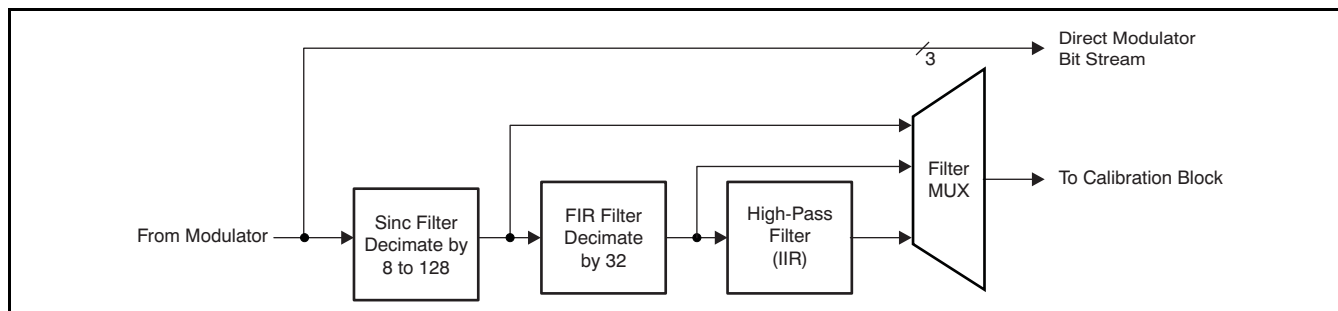 Direct Modulator
Bit Stream
3
Filter
MUX
To Calibration Block
From Modulator
Sinc Filter
Decimate by
8 to 128
FIR Filter
Decimate
by 32
High-Pass
Filter
(IIR)